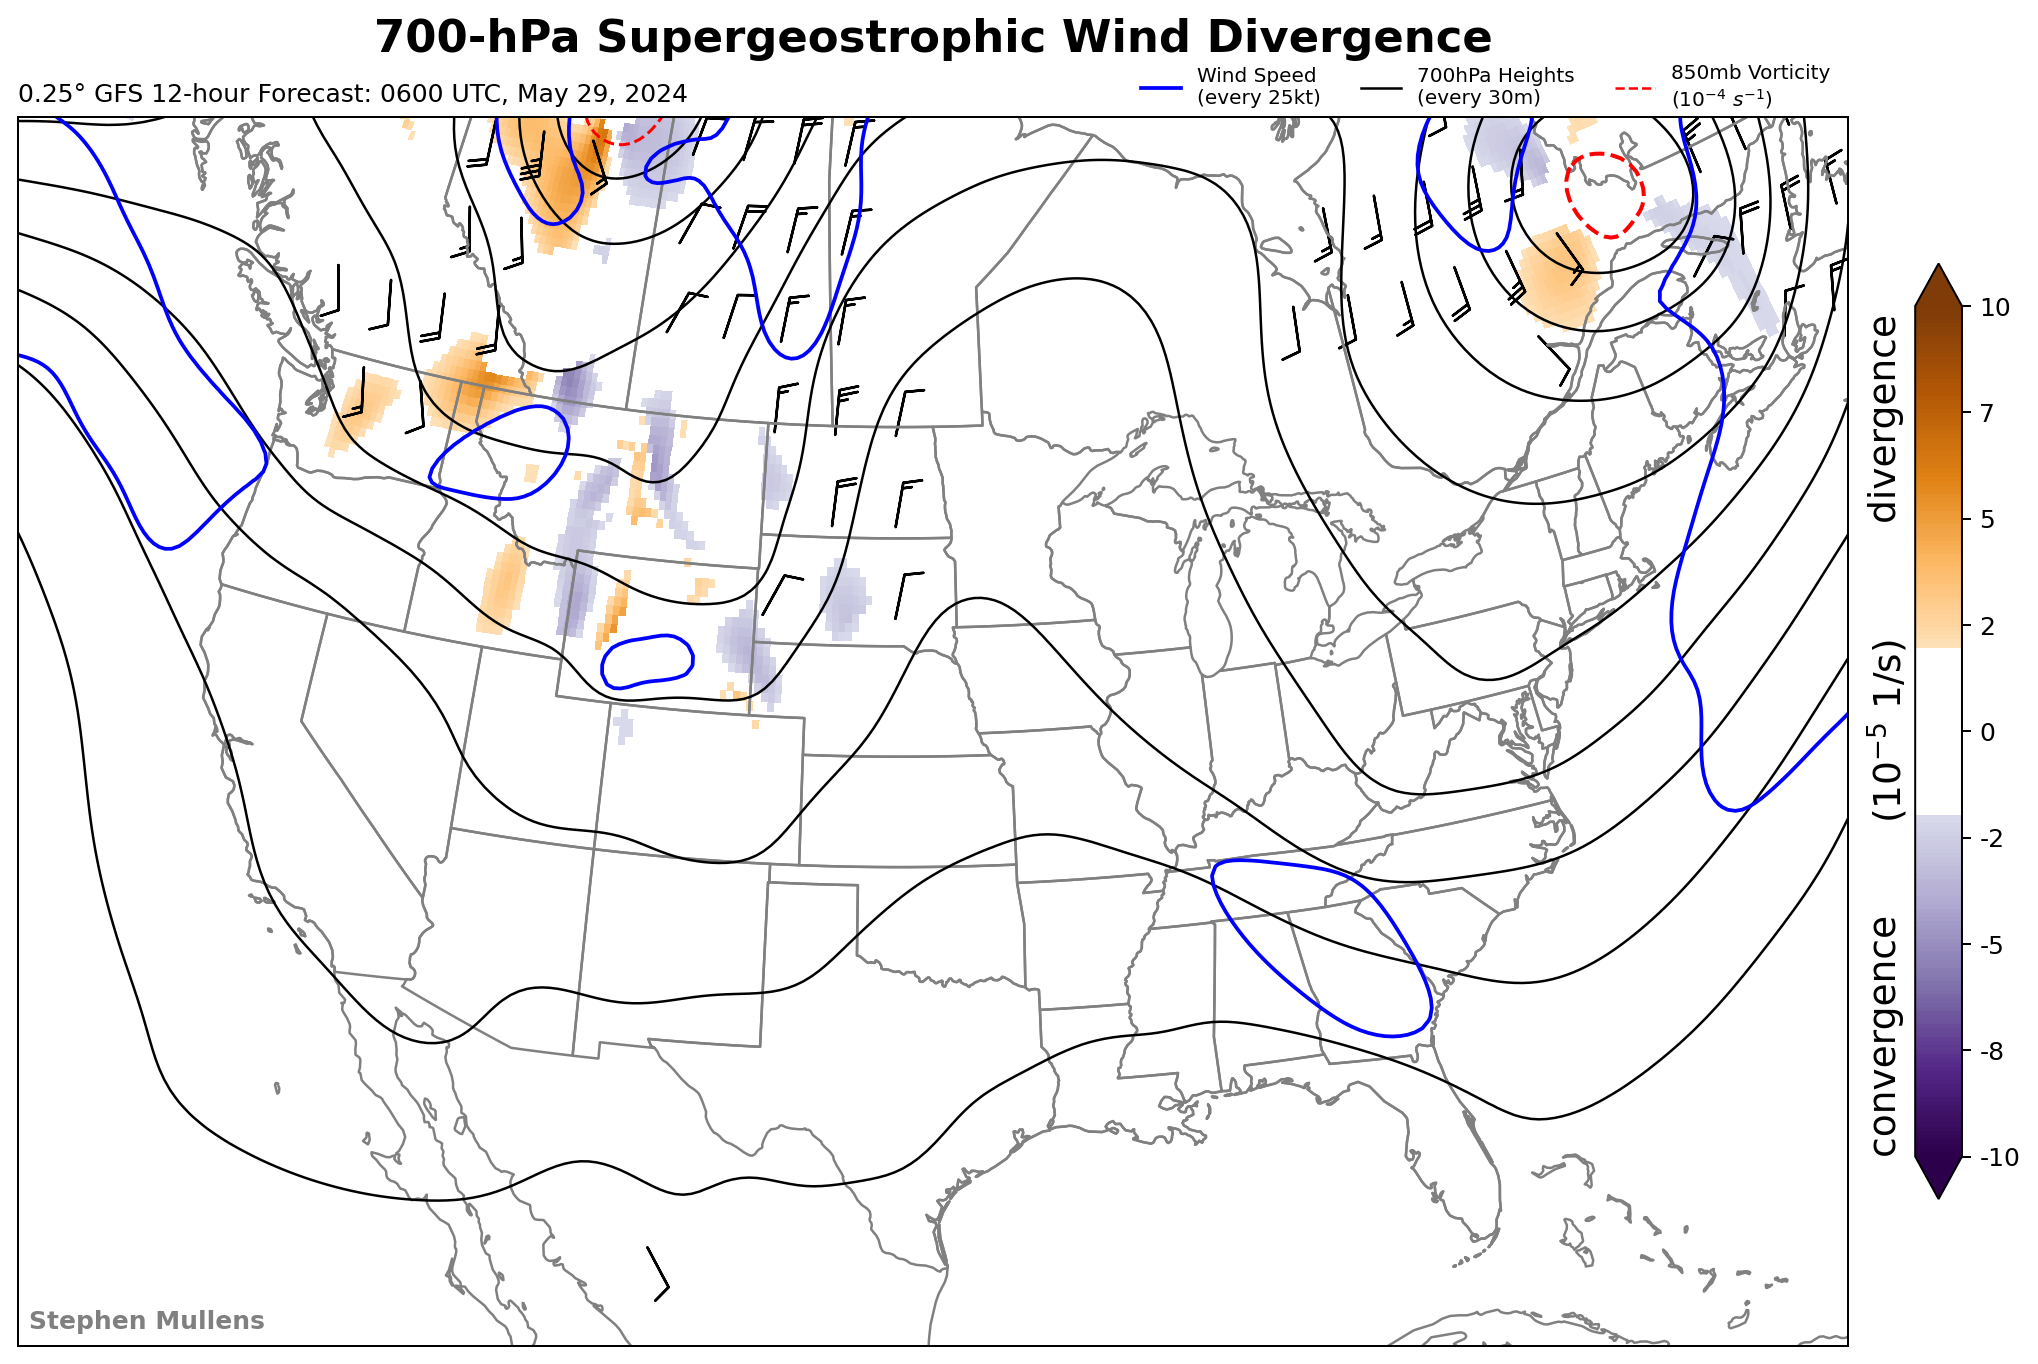 700-hPa Supergeostrophic Wind Divergence
0.25° GFS 12-hour Forecast: 0600 UTC, May 29, 2024
Wind Speed
(every 25kt)
700hPa Heights
(every 30m)
850mb Vorticity
(10⁻⁴ s⁻¹)
10
7
5
2
0
-2
-5
-8
-10
convergence (10⁻⁵ 1/s) divergence
Stephen Mullens